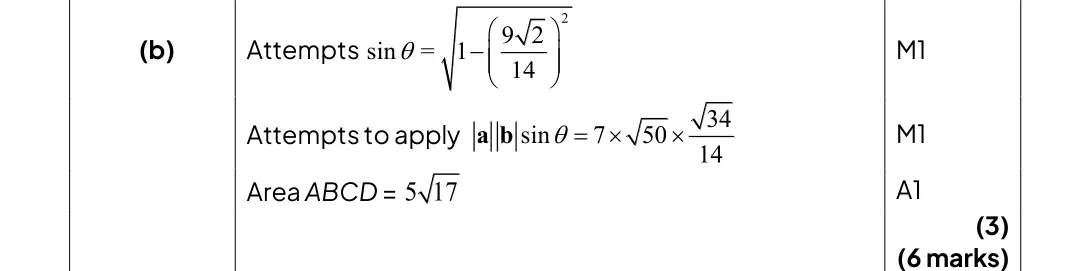 (b) Attempts sin θ = √(1−(9√2/14)²) M1
Attempts to apply |a||b|sin θ = 7×√50×√34/14 M1
Area ABCD = 5√17 A1
(3)
(6 marks)